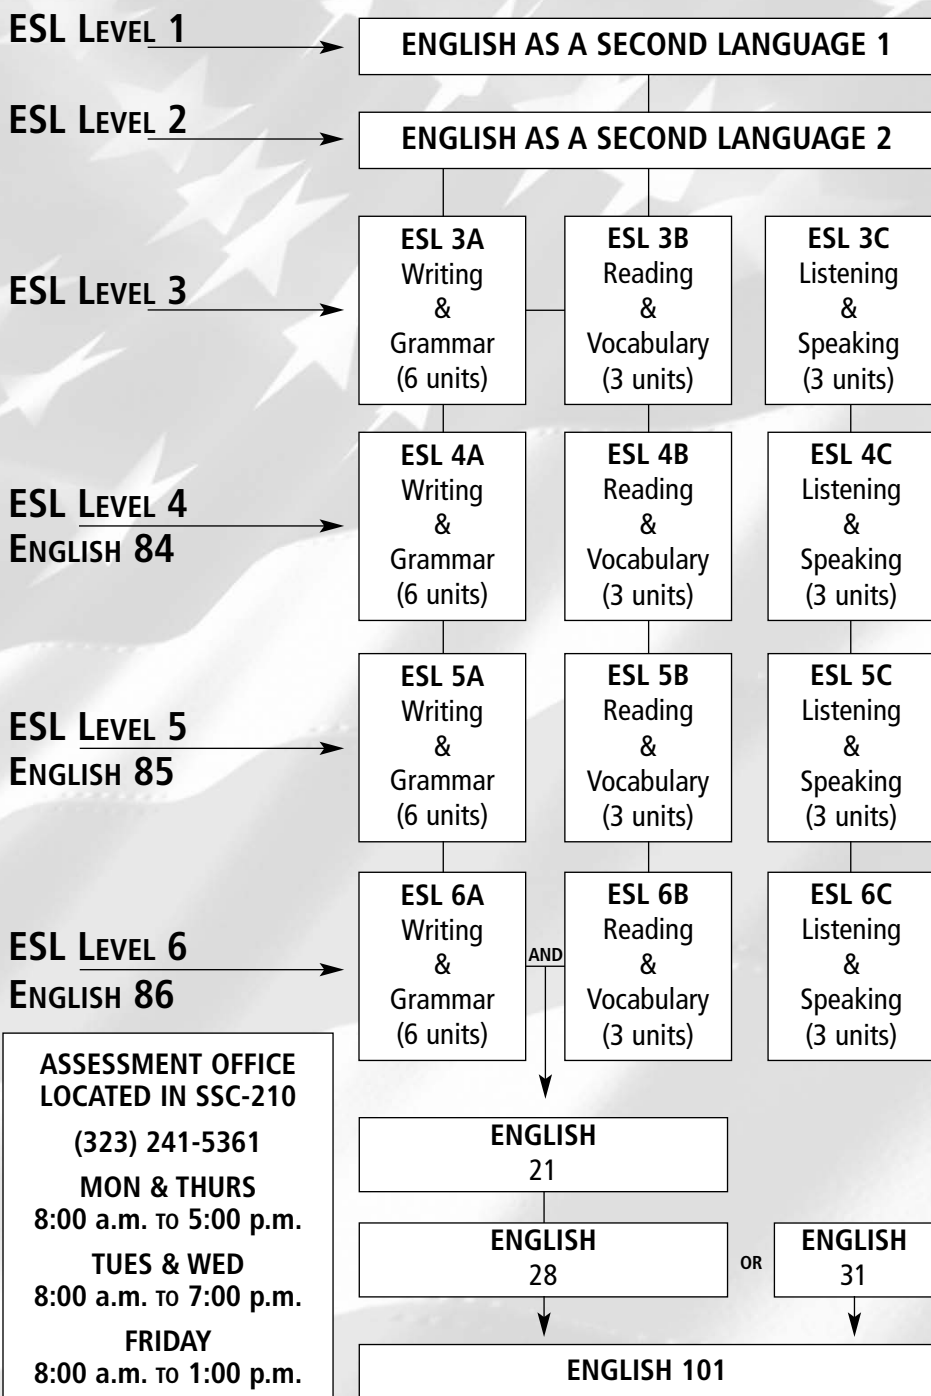 ESL LEVEL 1
ENGLISH AS A SECOND LANGUAGE 1
ESL LEVEL 2
ENGLISH AS A SECOND LANGUAGE 2
ESL LEVEL 3
ESL 3A
Writing
&
Grammar
(6 units)
ESL 3B
Reading
&
Vocabulary
(3 units)
ESL 3C
Listening
&
Speaking
(3 units)
ESL LEVEL 4
ENGLISH 84
ESL 4A
Writing
&
Grammar
(6 units)
ESL 4B
Reading
&
Vocabulary
(3 units)
ESL 4C
Listening
&
Speaking
(3 units)
ESL LEVEL 5
ENGLISH 85
ESL 5A
Writing
&
Grammar
(6 units)
ESL 5B
Reading
&
Vocabulary
(3 units)
ESL 5C
Listening
&
Speaking
(3 units)
ESL LEVEL 6
ENGLISH 86
ESL 6A
Writing
&
Grammar
(6 units)
AND
ESL 6B
Reading
&
Vocabulary
(3 units)
ESL 6C
Listening
&
Speaking
(3 units)
ENGLISH
21
ENGLISH
28
OR
ENGLISH
31
ENGLISH 101
ASSESSMENT OFFICE
LOCATED IN SSC-210
(323) 241-5361
MON & THURS
8:00 a.m. TO 5:00 p.m.
TUES & WED
8:00 a.m. TO 7:00 p.m.
FRIDAY
8:00 a.m. TO 1:00 p.m.